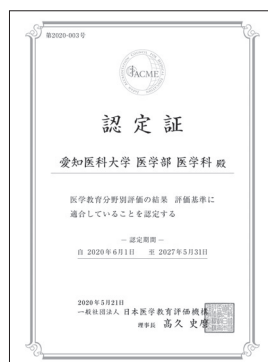 第2020-003号
JACME
認定証
愛知医科大学 医学部 医学科 殿
医学教育分野別評価の結果 評価基準に
適合していることを認定する
― 認定期間 ―
自 2020年6月1日 至 2027年5月31日
2020年5月21日
一般社団法人 日本医学教育評価機構
理事長 高久 史麿